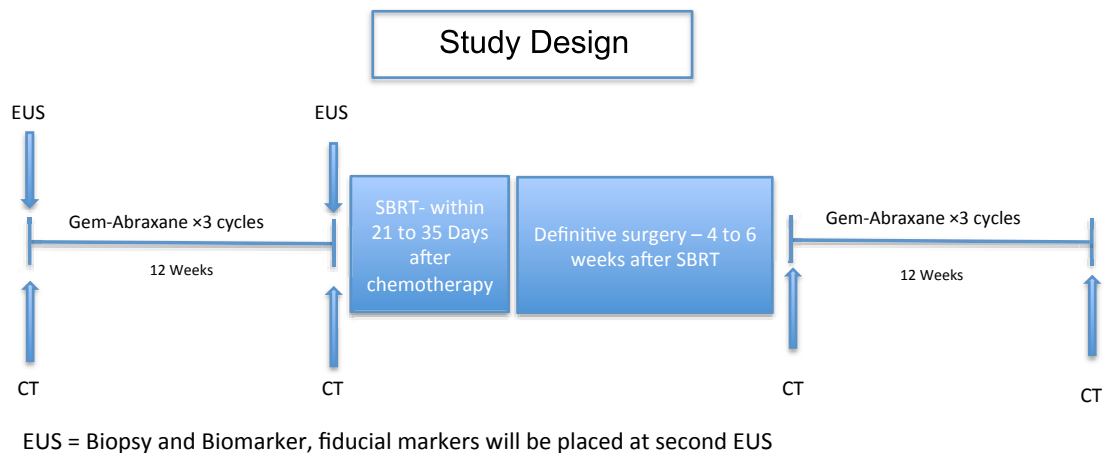 Study Design
EUS
EUS
Gem-Abraxane ×3 cycles
12 Weeks
SBRT- within
21 to 35 Days
after
chemotherapy
Definitive surgery – 4 to 6
weeks after SBRT
Gem-Abraxane ×3 cycles
12 Weeks
CT
CT
CT
CT
EUS = Biopsy and Biomarker, fiducial markers will be placed at second EUS